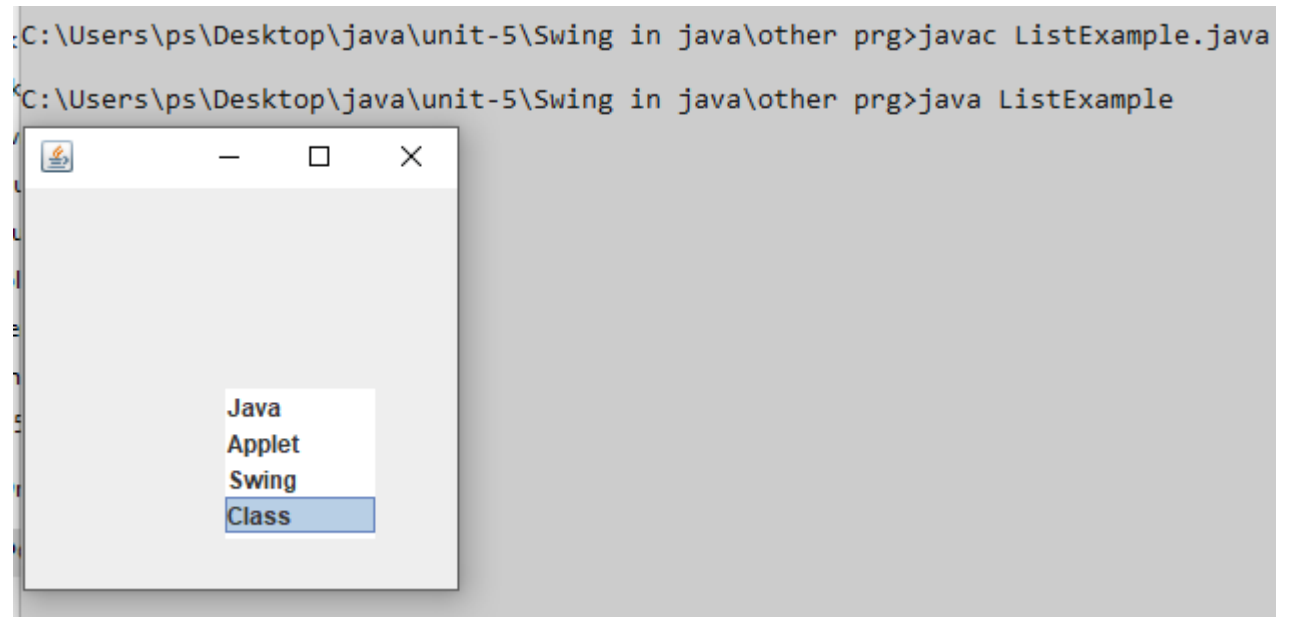 C:\Users\ps\Desktop\java\unit-5\Swing in java\other prg>javac ListExample.java
C:\Users\ps\Desktop\java\unit-5\Swing in java\other prg>java ListExample
Java
Applet
Swing
Class